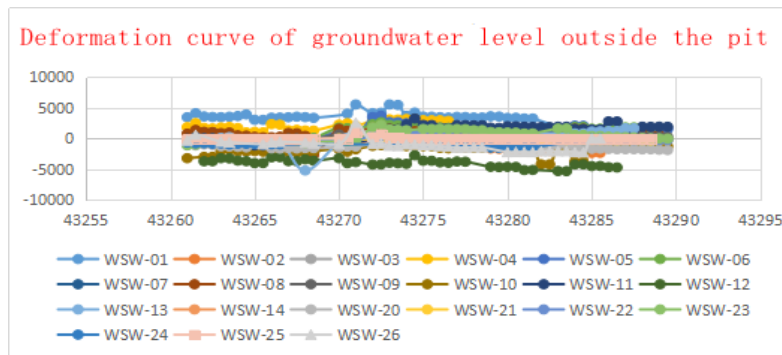 Deformation curve of groundwater level outside the pit
10000
5000
0
-5000
-10000
43255 43260 43265 43270 43275 43280 43285 43290 43295
WSW-01 WSW-02 WSW-03 WSW-04 WSW-05 WSW-06
WSW-07 WSW-08 WSW-09 WSW-10 WSW-11 WSW-12
WSW-13 WSW-14 WSW-20 WSW-21 WSW-22 WSW-23
WSW-24 WSW-25 WSW-26